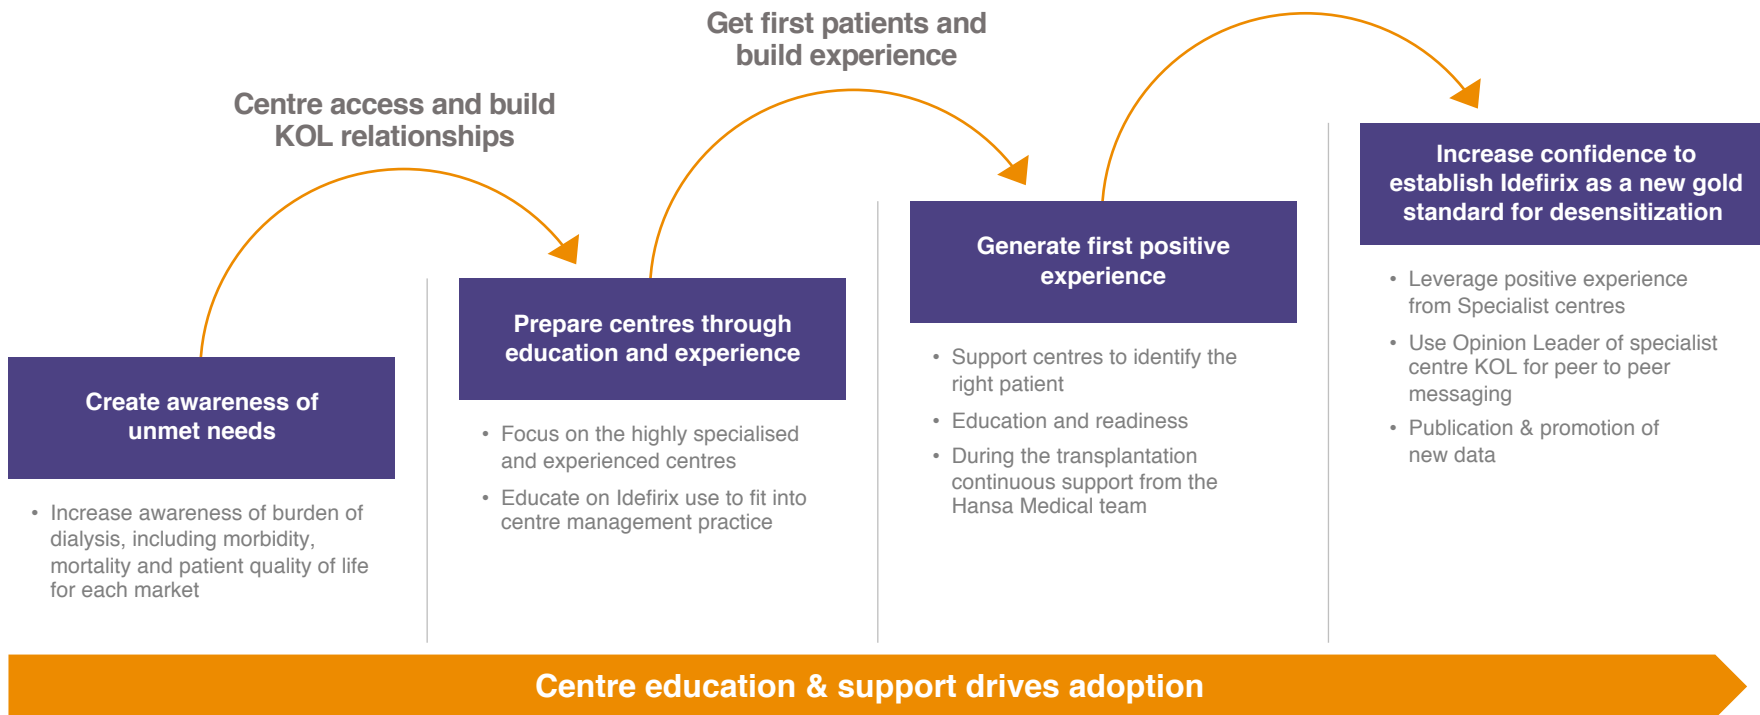 Get first patients and
build experience
Centre access and build
KOL relationships
Create awareness of
unmet needs
• Increase awareness of burden of
dialysis, including morbidity,
mortality and patient quality of life
for each market
Prepare centres through
education and experience
• Focus on the highly specialised
and experienced centres
• Educate on Idefirix use to fit into
centre management practice
Generate first positive
experience
• Support centres to identify the
right patient
• Education and readiness
• During the transplantation
continuous support from the
Hansa Medical team
Increase confidence to
establish Idefirix as a new gold
standard for desensitization
• Leverage positive experience
from Specialist centres
• Use Opinion Leader of specialist
centre KOL for peer to peer
messaging
• Publication & promotion of
new data
Centre education & support drives adoption